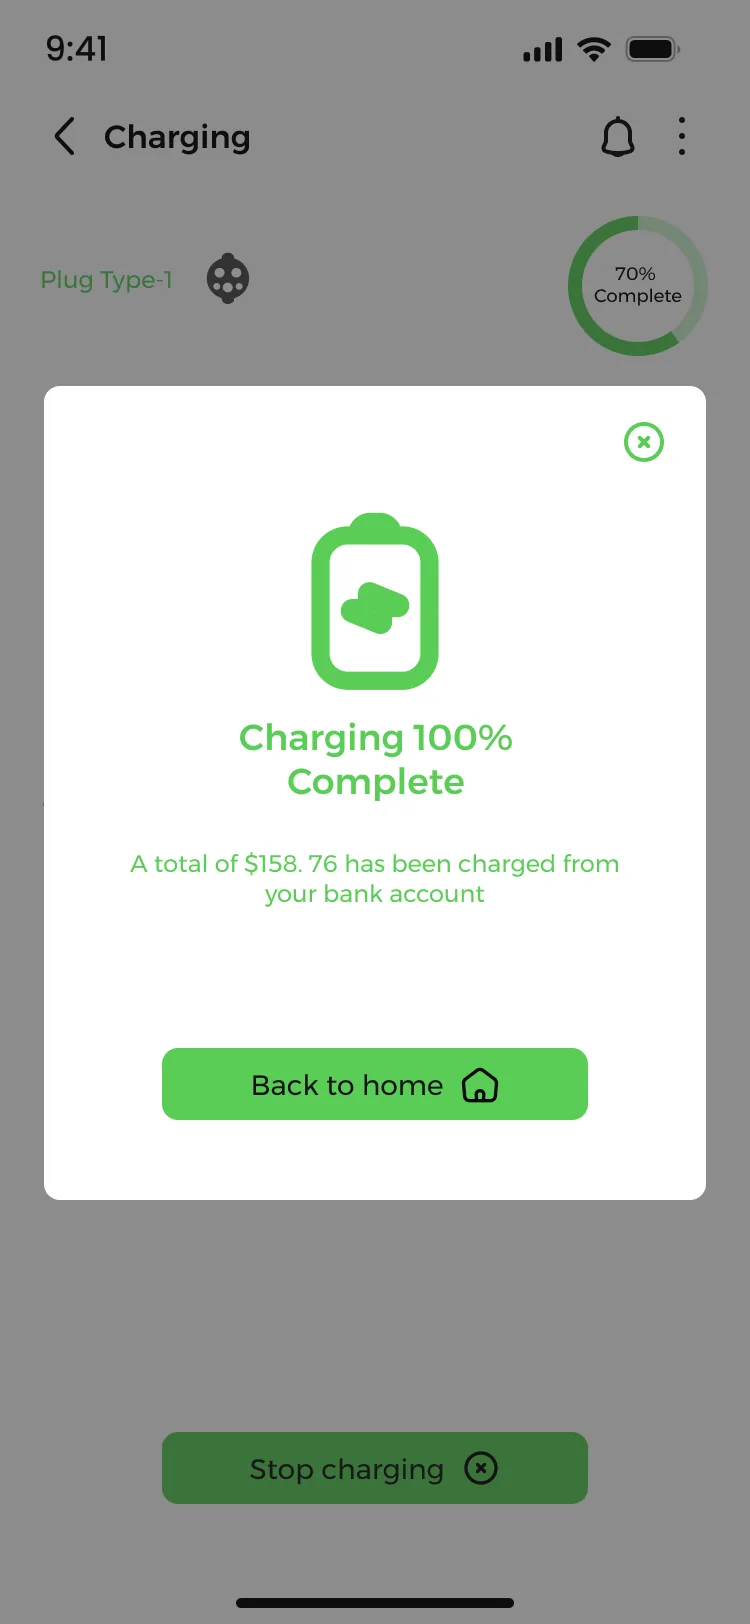 9:41
Charging
Plug Type-1
70%
Complete
Charging 100%
Complete
A total of $158. 76 has been charged from
your bank account
Back to home
Stop charging